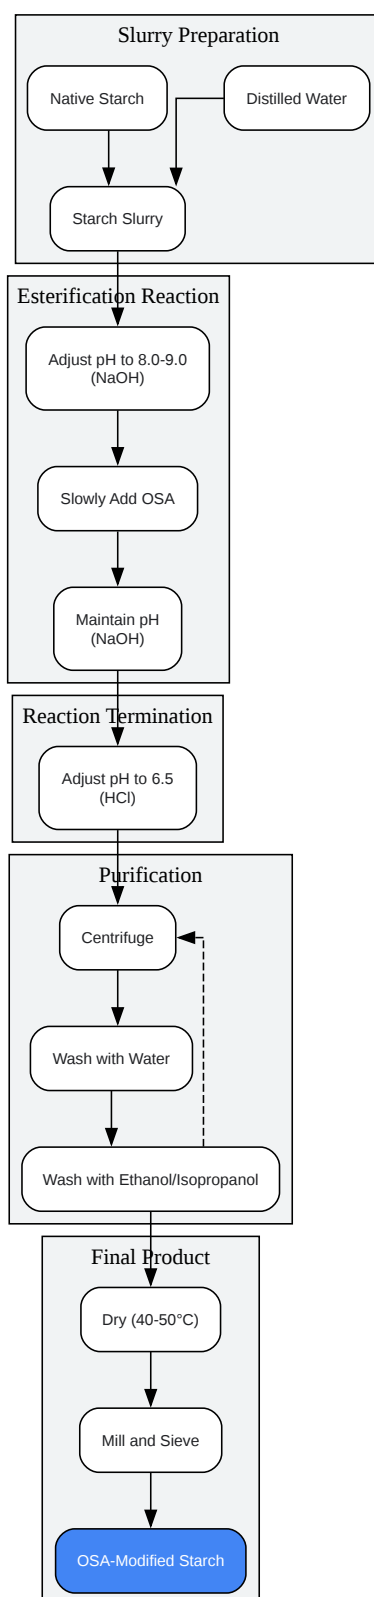 Slurry Preparation
Native Starch
Distilled Water
Starch Slurry
Esterification Reaction
Adjust pH to 8.0-9.0
(NaOH)
Slowly Add OSA
Maintain pH
(NaOH)
Reaction Termination
Adjust pH to 6.5
(HCl)
Purification
Centrifuge
Wash with Water
Wash with Ethanol/Isopropanol
Final Product
Dry (40-50°C)
Mill and Sieve
OSA-Modified Starch